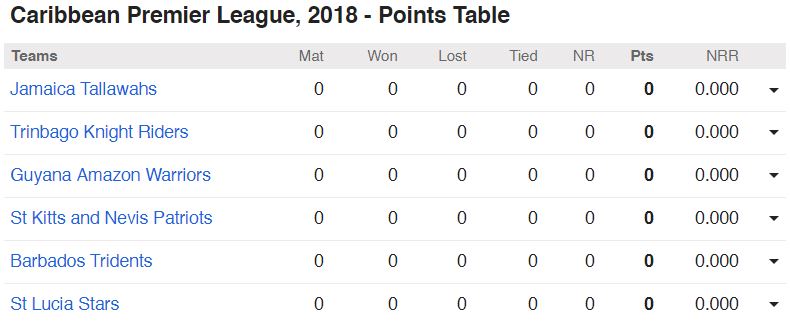 Caribbean Premier League, 2018 - Points Table
Teams Mat Won Lost Tied NR Pts NRR
Jamaica Tallawahs 0 0 0 0 0 0 0.000
Trinbago Knight Riders 0 0 0 0 0 0 0.000
Guyana Amazon Warriors 0 0 0 0 0 0 0.000
St Kitts and Nevis Patriots 0 0 0 0 0 0 0.000
Barbados Tridents 0 0 0 0 0 0 0.000
St Lucia Stars 0 0 0 0 0 0 0.000